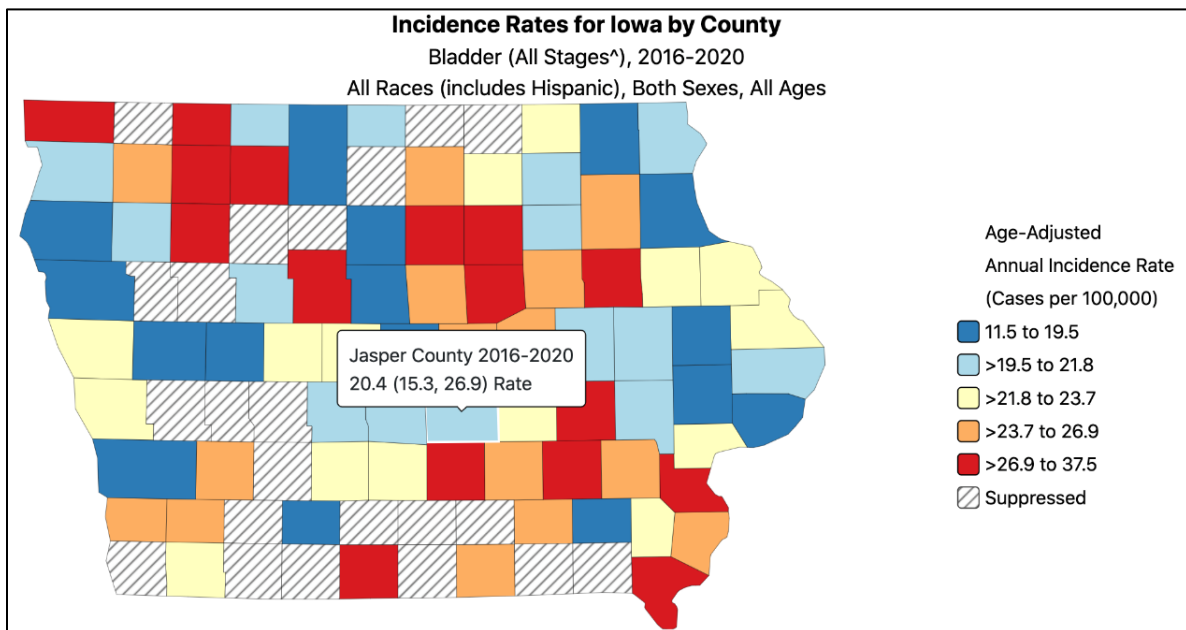 Incidence Rates for Iowa by County
Bladder (All Stages^), 2016-2020
All Races (includes Hispanic), Both Sexes, All Ages
Jasper County 2016-2020
20.4 (15.3, 26.9) Rate
Age-Adjusted
Annual Incidence Rate
(Cases per 100,000)
11.5 to 19.5
>19.5 to 21.8
>21.8 to 23.7
>23.7 to 26.9
>26.9 to 37.5
Suppressed